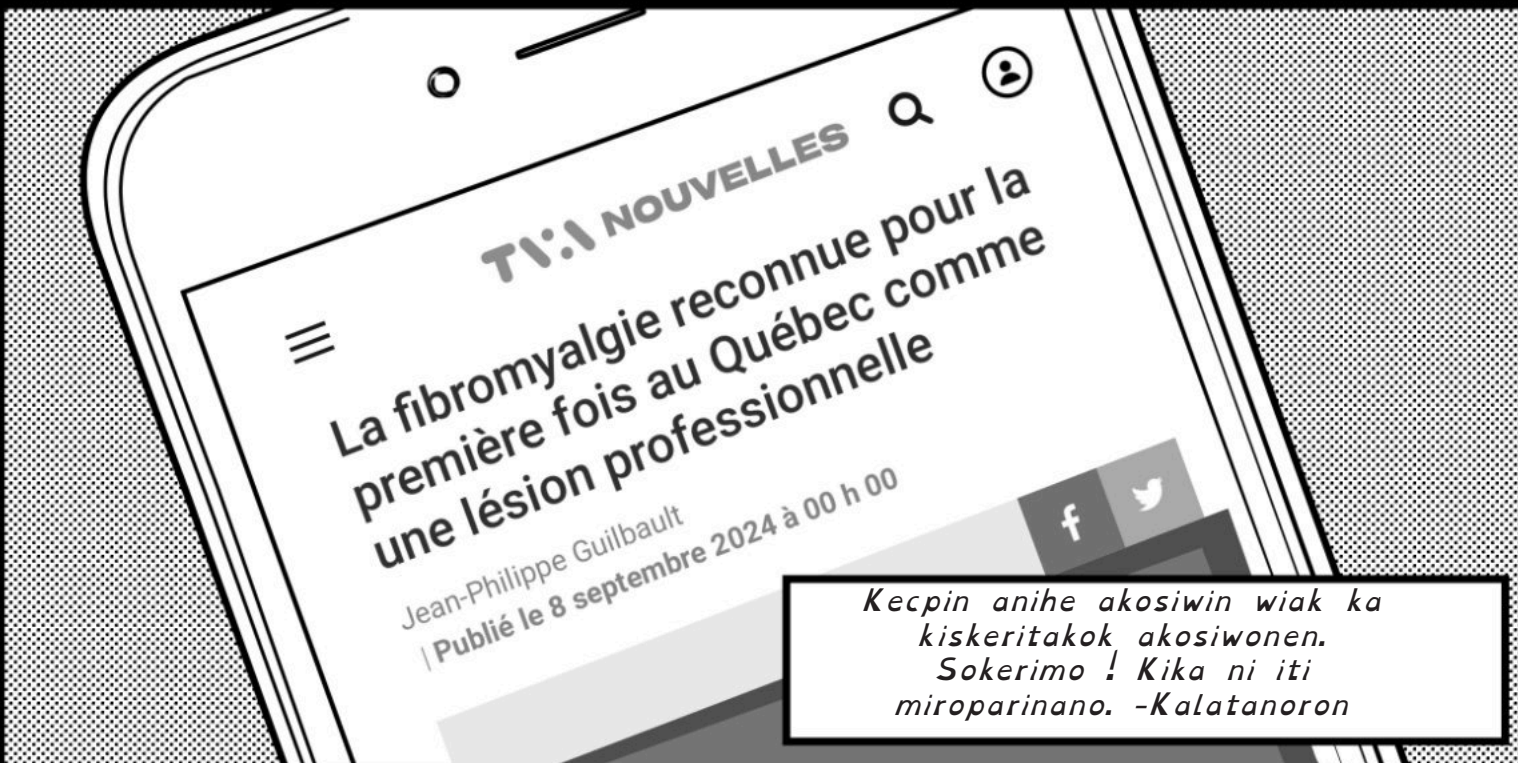 TVA NOUVELLES
La fibromyalgie reconnue pour la
première fois au Québec comme
une lésion professionnelle
Jean-Philippe Guilbault
| Publié le 8 septembre 2024 à 00 h 00
Kecpin anihe akosiwin wiak ka
kiskeritakok akosiwonen.
Sokerimo ! Kika ni iti
miroparinano. -Kalatanoron